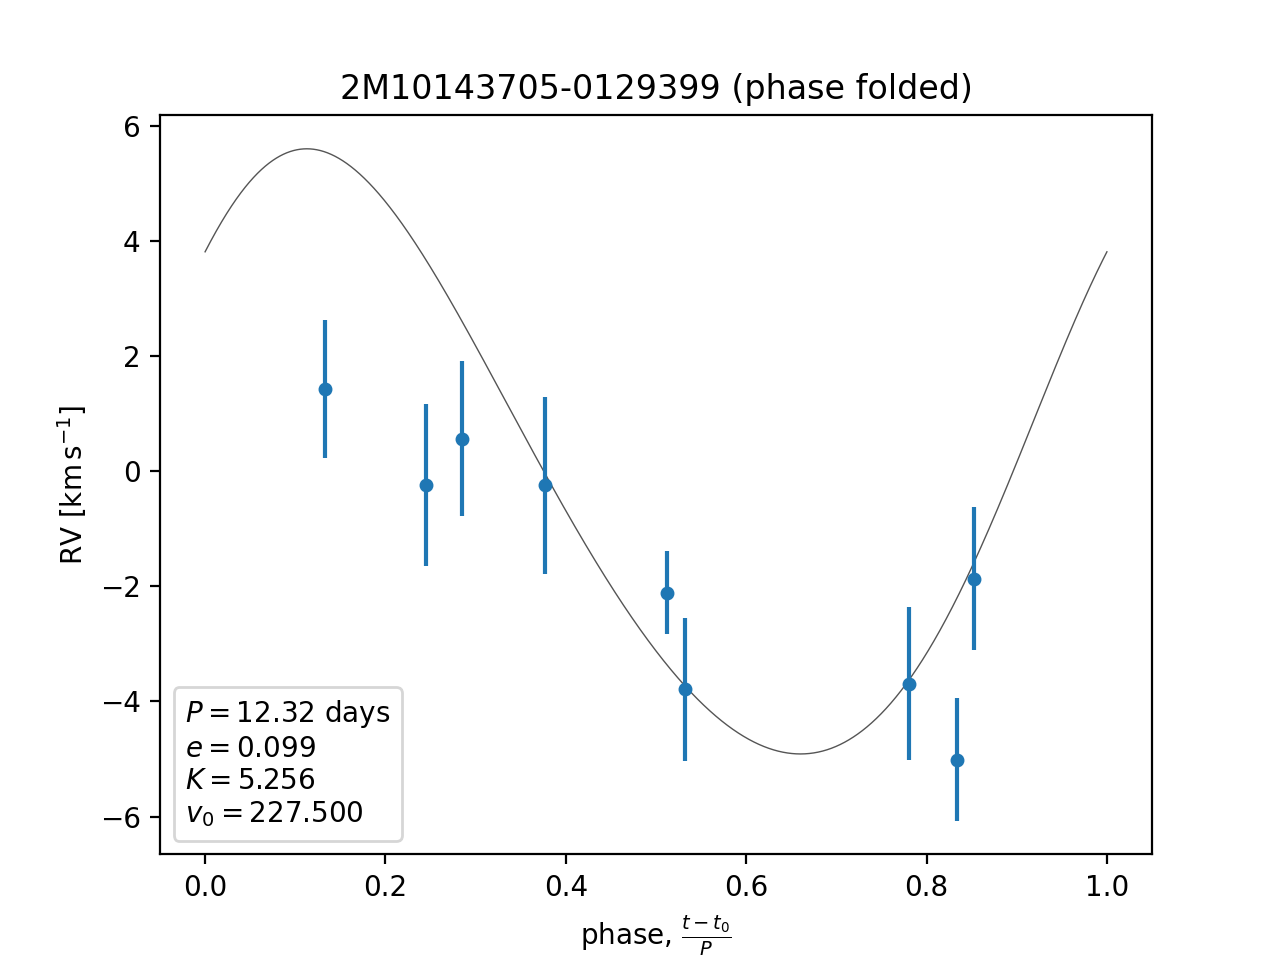 2M10143705-0129399 (phase folded)
RV [km s⁻¹]
6
4
2
0
−2
−4
−6
P = 12.32 days
e = 0.099
K = 5.256
v₀ = 227.500
0.0 0.2 0.4 0.6 0.8 1.0
phase, (t − t₀)/P